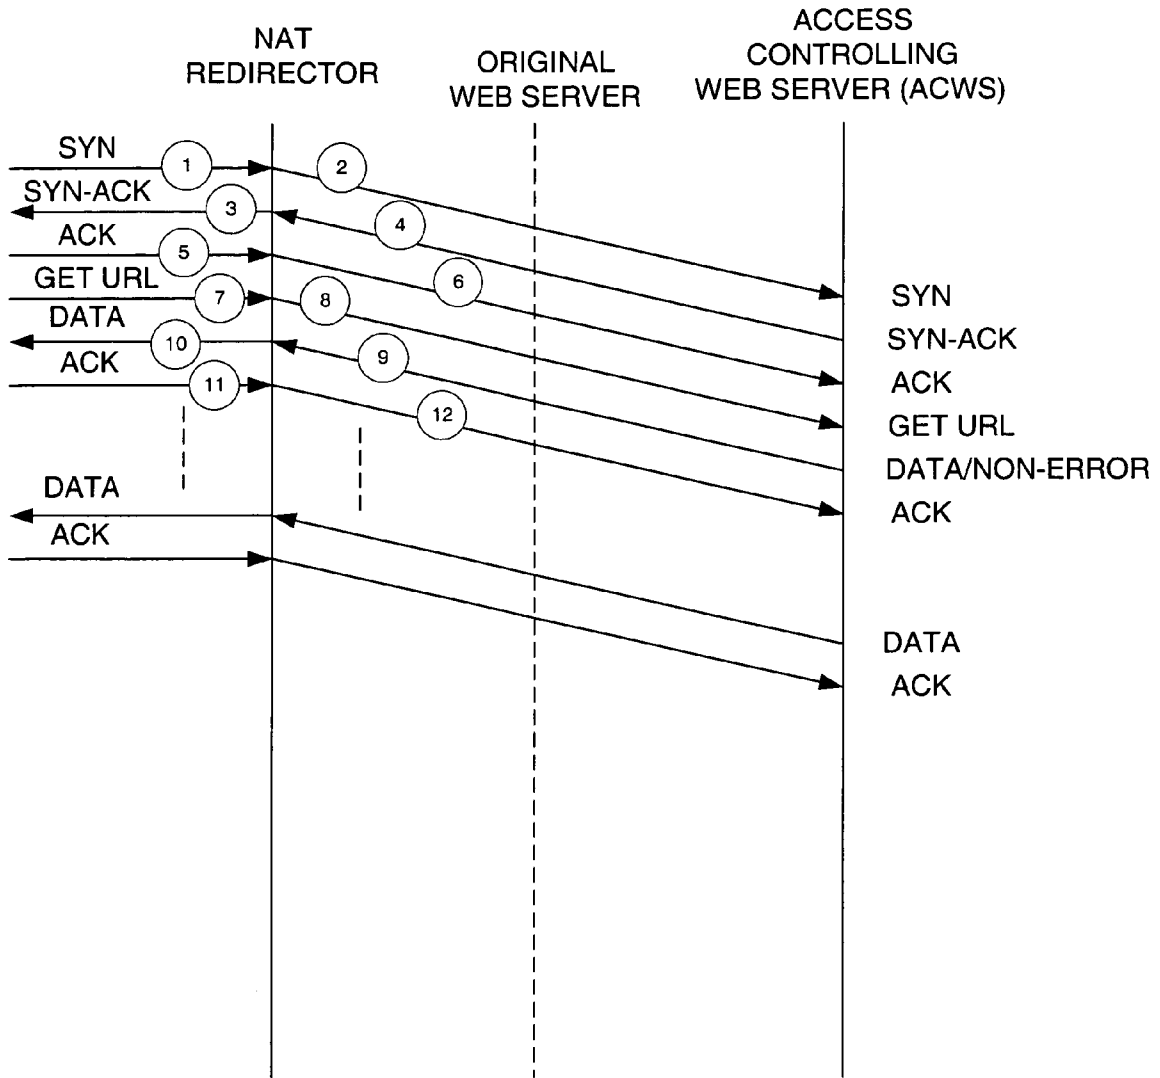 NAT
REDIRECTOR
ORIGINAL
WEB SERVER
ACCESS
CONTROLLING
WEB SERVER (ACWS)
SYN
1
2
SYN-ACK
3
4
ACK
5
6
GET URL
7
8
DATA
10
9
ACK
11
12
SYN
SYN-ACK
ACK
GET URL
DATA/NON-ERROR
ACK
DATA
ACK
DATA
ACK